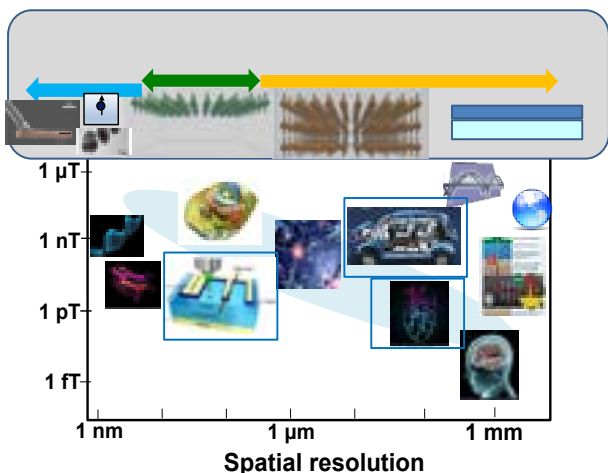 1 μT
1 nT
1 pT
1 fT
1 nm
1 μm
1 mm
Spatial resolution